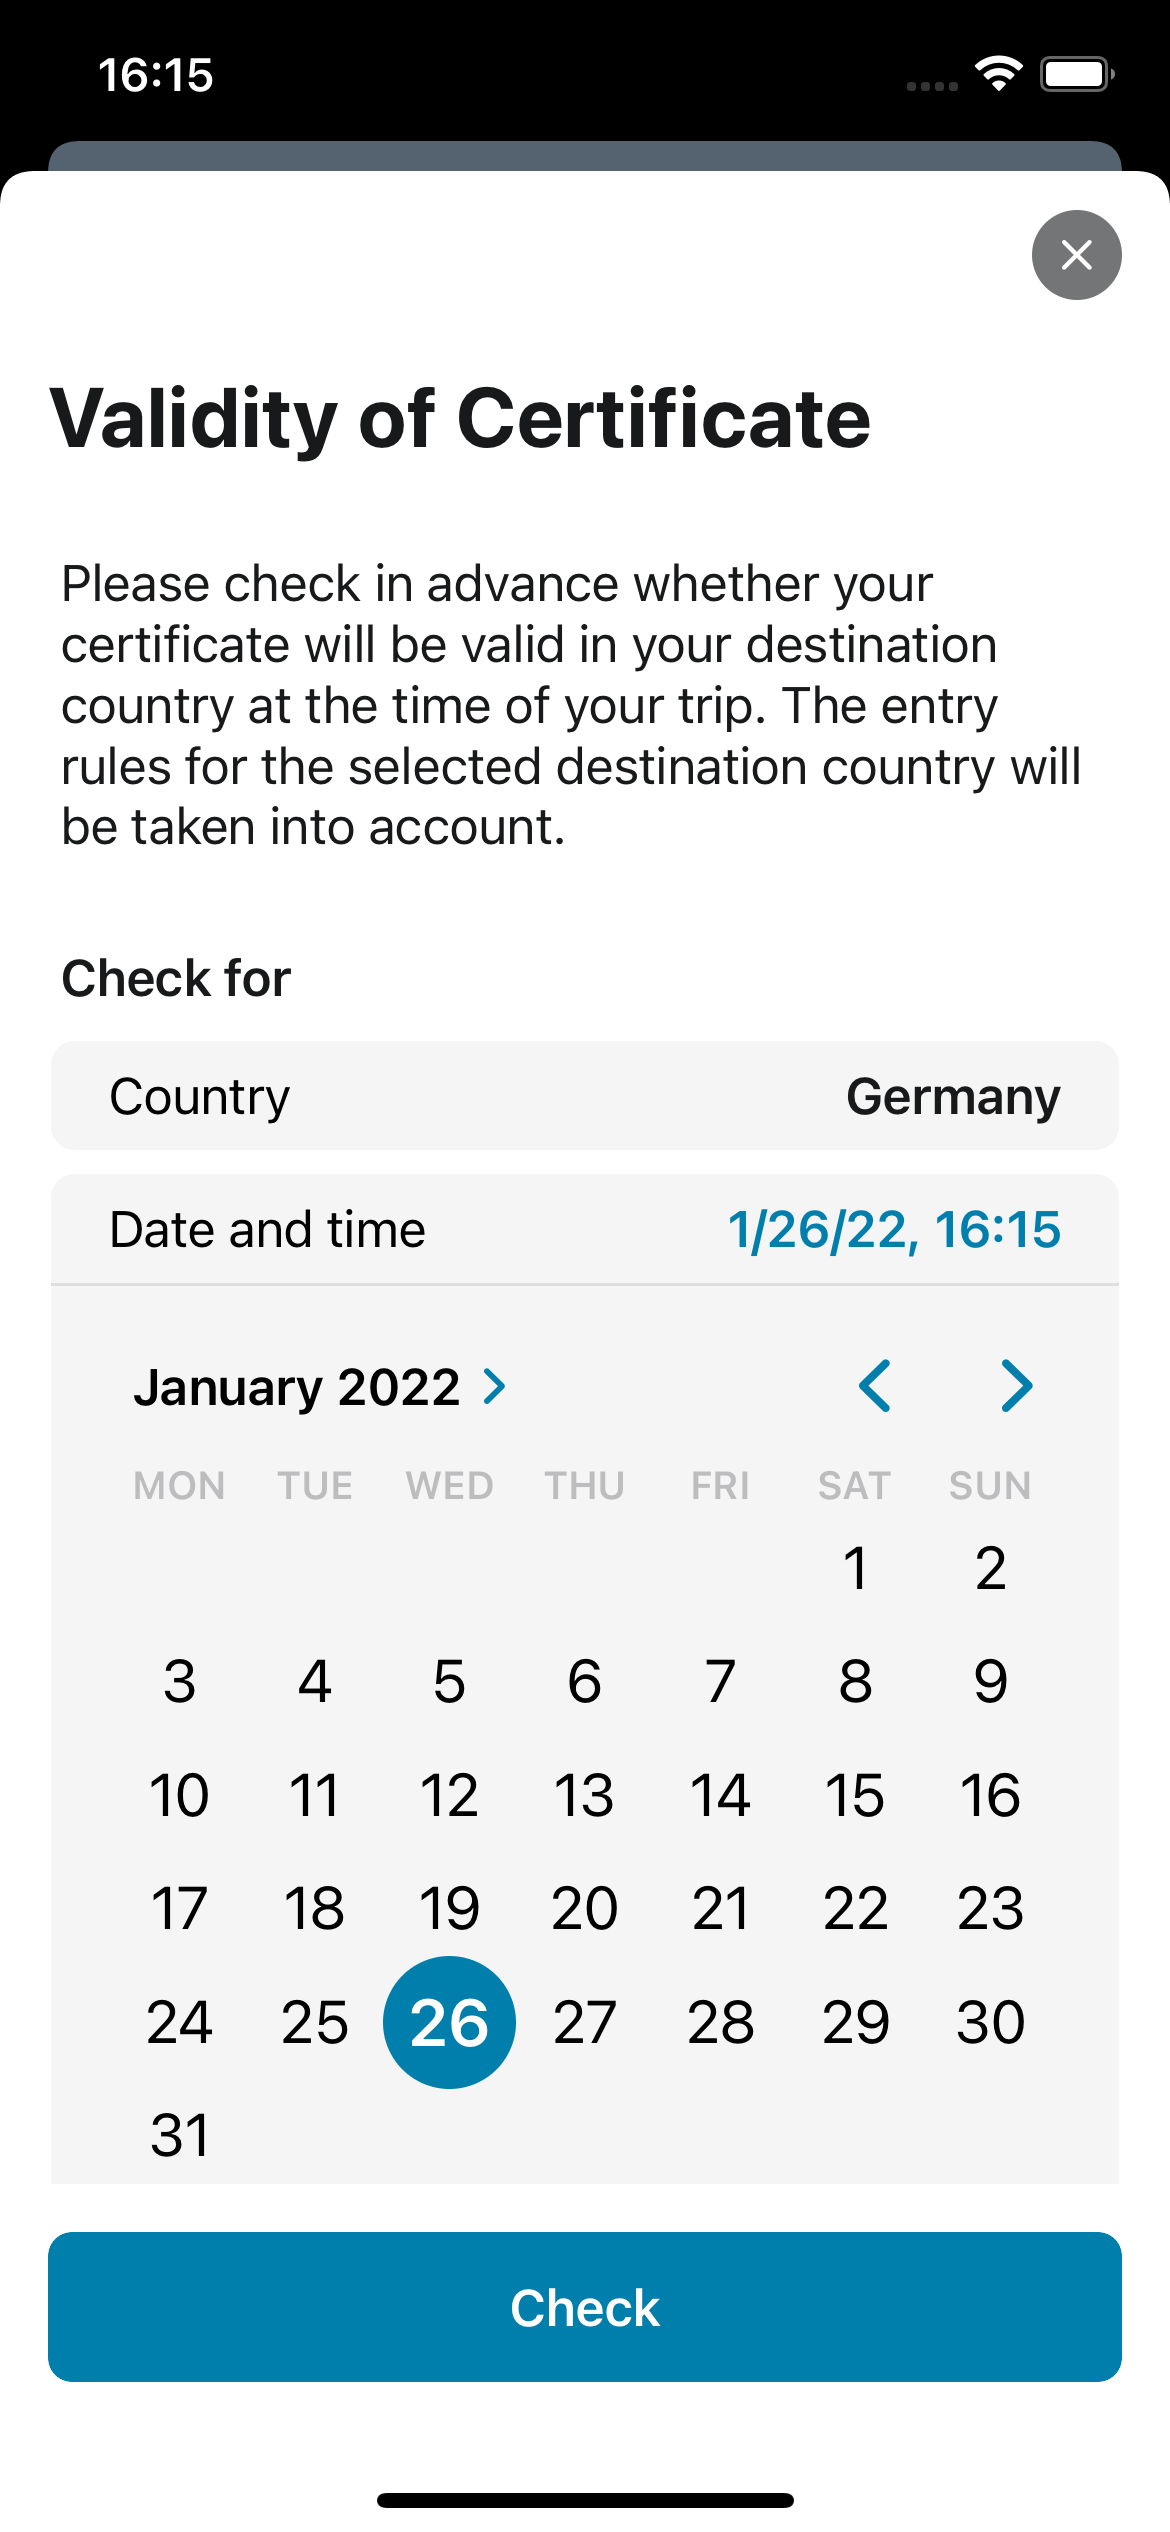 16:15
Validity of Certificate
Please check in advance whether your
certificate will be valid in your destination
country at the time of your trip. The entry
rules for the selected destination country will
be taken into account.
Check for
Country Germany
Date and time 1/26/22, 16:15
January 2022
MON TUE WED THU FRI SAT SUN
1 2
3 4 5 6 7 8 9
10 11 12 13 14 15 16
17 18 19 20 21 22 23
24 25 26 27 28 29 30
31
Check